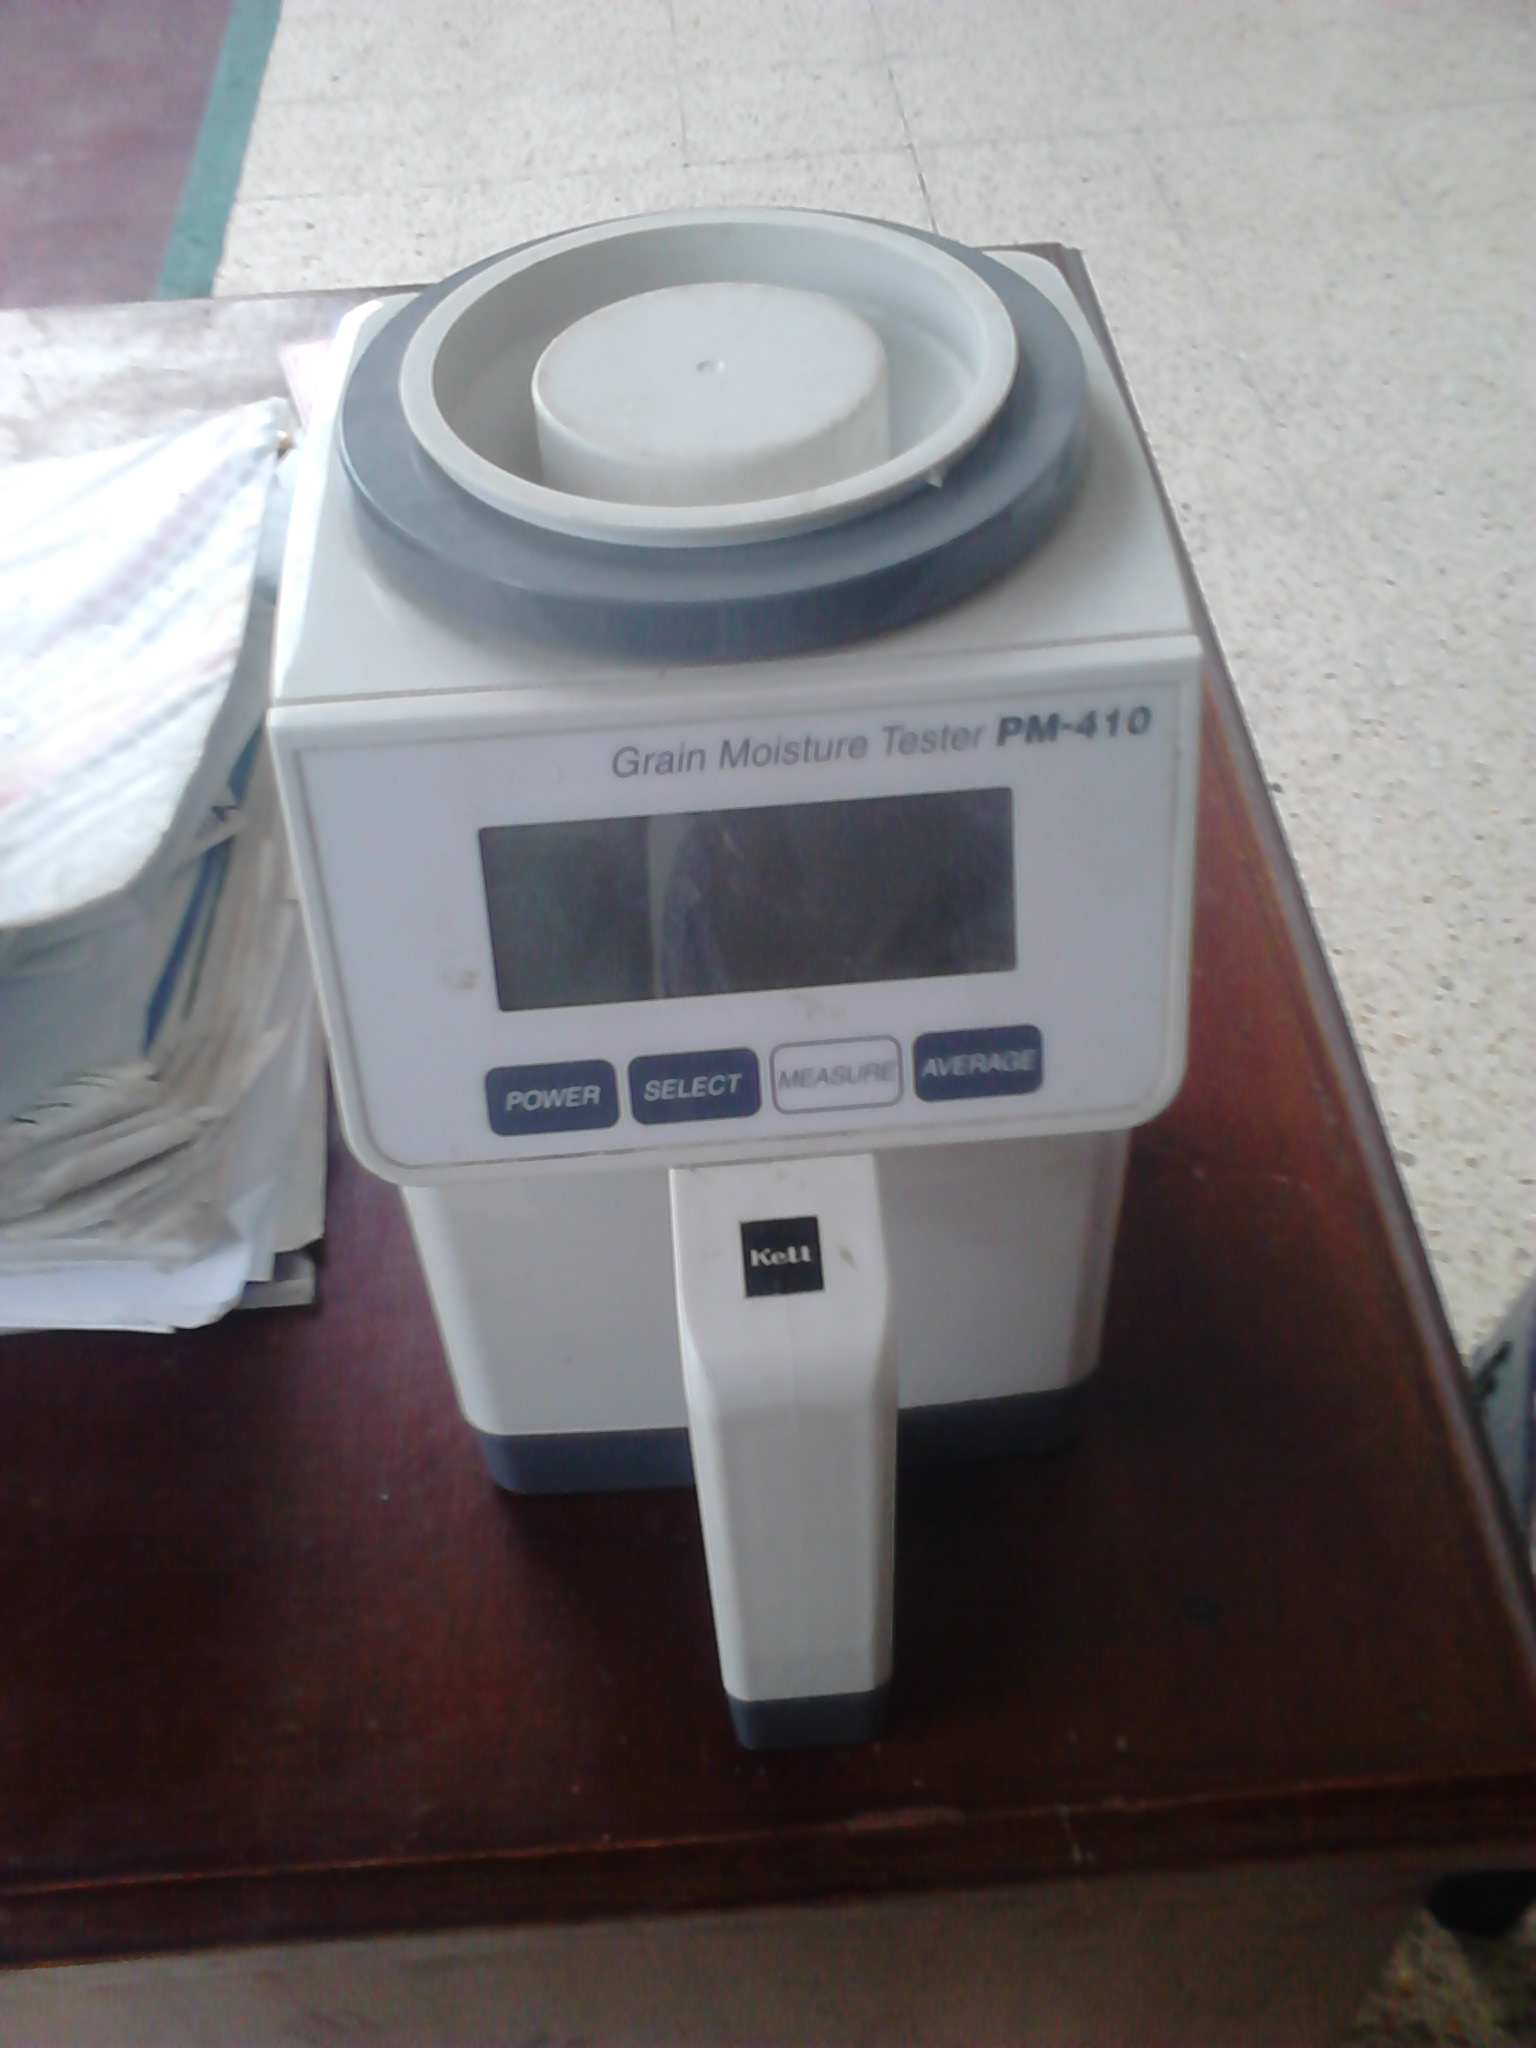 Grain Moisture Tester PM-410
POWER SELECT MEASURE AVERAGE
Kett